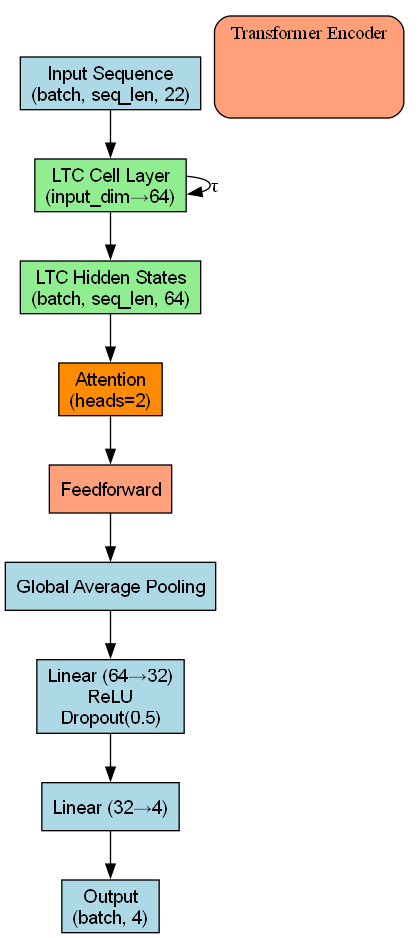 Transformer Encoder
Input Sequence
(batch, seq_len, 22)
LTC Cell Layer
(input_dim→64)
τ
LTC Hidden States
(batch, seq_len, 64)
Attention
(heads=2)
Feedforward
Global Average Pooling
Linear (64→32)
ReLU
Dropout(0.5)
Linear (32→4)
Output
(batch, 4)